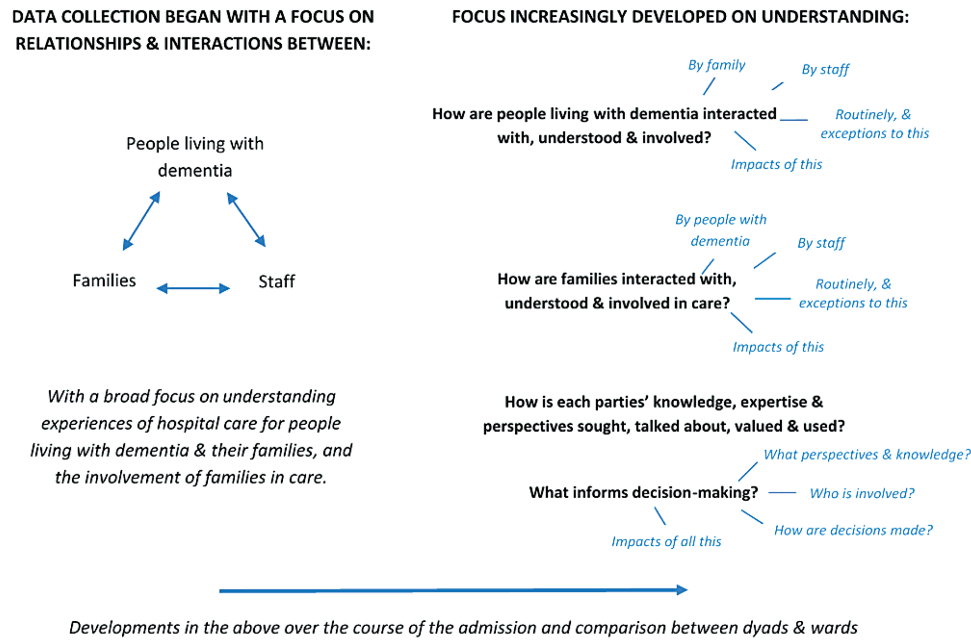 DATA COLLECTION BEGAN WITH A FOCUS ON
RELATIONSHIPS & INTERACTIONS BETWEEN:
People living with
dementia
Families
Staff
With a broad focus on understanding
experiences of hospital care for people
living with dementia & their families, and
the involvement of families in care.
FOCUS INCREASINGLY DEVELOPED ON UNDERSTANDING:
By family
By staff
How are people living with dementia interacted
with, understood & involved?
Routinely, &
exceptions to this
Impacts of this
By people with
dementia
By staff
How are families interacted with,
understood & involved in care?
Routinely, &
exceptions to this
Impacts of this
How is each parties’ knowledge, expertise &
perspectives sought, talked about, valued & used?
What perspectives & knowledge?
What informs decision-making?
Who is involved?
How are decisions made?
Impacts of all this
Developments in the above over the course of the admission and comparison between dyads & wards